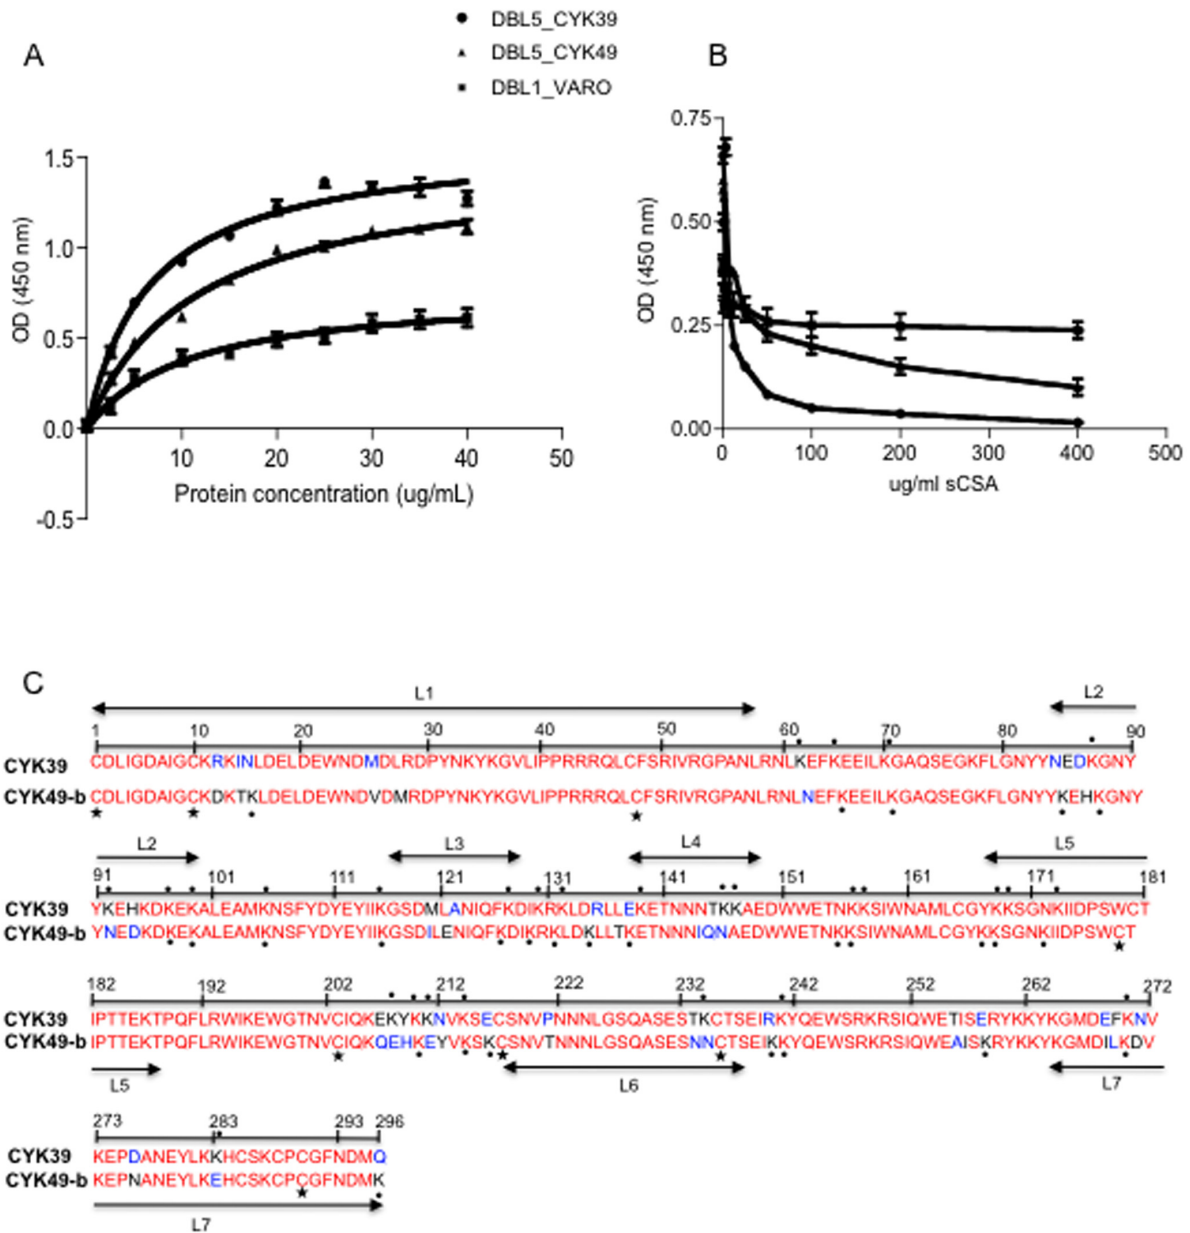 DBL5_CYK39
A
DBL5_CYK49
B
DBL1_VARO
1.5
1.0
0.5
0.0
-0.5
OD (450 nm)
10 20 30 40 50
Protein concentration (ug/mL)
0.75
0.50
0.25
0.00
OD (450 nm)
0 100 200 300 400 500
ug/ml sCSA
C
L1 L2
1 10 20 30 40 50 60 70 80 90
CYK39 CDLIGDAIGCKRKINLDELDEWNDMDLRDPYNKYKGVLIPPRRRQLCFSRIVRGPANLRNLKEFKEEILKGAQSEGKFLGNYYNEDKGNY
CYK49-b CDLIGDAIGCKDKTKLDELDEWNDVDMRDPYNKYKGVLIPPRRRQLCFSRIVRGPANLRNLNEFKEEILKGAQSEGKFLGNYYKEHKGNY
L2 L3 L4 L5
91 101 111 121 131 141 151 161 171 181
CYK39 YKEHKDKEKALEAMKNSFYDYEYIIKGSDMLANIQFKDIKRKLDRLLEKETNNNTKKAEDWWETNKKSIWNAMLCGYKKSGNKIIDPSWCT
CYK49-b YNEDKDKEKALEAMKNSFYDYEYIIKGSDILENIQFKDIKRKLDKLLTKETNNNIQNAEDWWETNKKSIWNAMLCGYKKSGNKIIDPSWCT
182 192 202 212 222 232 242 252 262 272
CYK39 IPTTEKTPQFLRWIKEWGTNVCIQKEKYKKNVKSECSNVPNNNLGSQASESTKCTSEIRKYQEWSRKRSIQWETISERYKKYKGMDEFKNV
CYK49-b IPTTEKTPQFLRWIKEWGTNVCIQKQEHKEYVKSKCSNVTNNNLGSQASESNNCTSEIKKYQEWSRKRSIQWEAISKRYKKYKGMDILKDV
L5 L6 L7
273 283 293 296
CYK39 KEPDANEYLKKHCSKCPCGFNDMQ
CYK49-b KEPNANEYLKEHCSKCPCGFNDMK
L7